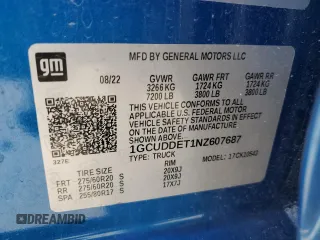 gm
MFD BY GENERAL MOTORS LLC
08/22 GVWR GAWR FRT GAWR RR
3266 KG 1724 KG 1724 KG
7200 LB 3800 LB 3800 LB
THIS VEHICLE CONFORMS TO ALL
APPLICABLE U.S. FEDERAL MOTOR
VEHICLE SAFETY STANDARDS IN
EFFECT ON THE DATE OF
MANUFACTURE SHOWN ABOVE.
1GCUDDET1NZ607687
TYPE: TRUCK MODEL:
3276
TIRE SIZE RIM
FRT 275/60R20 S 20X9J
RR 275/60R20 S 20X9J
SPA 255/80R17 S 17X7J
DREAMBID